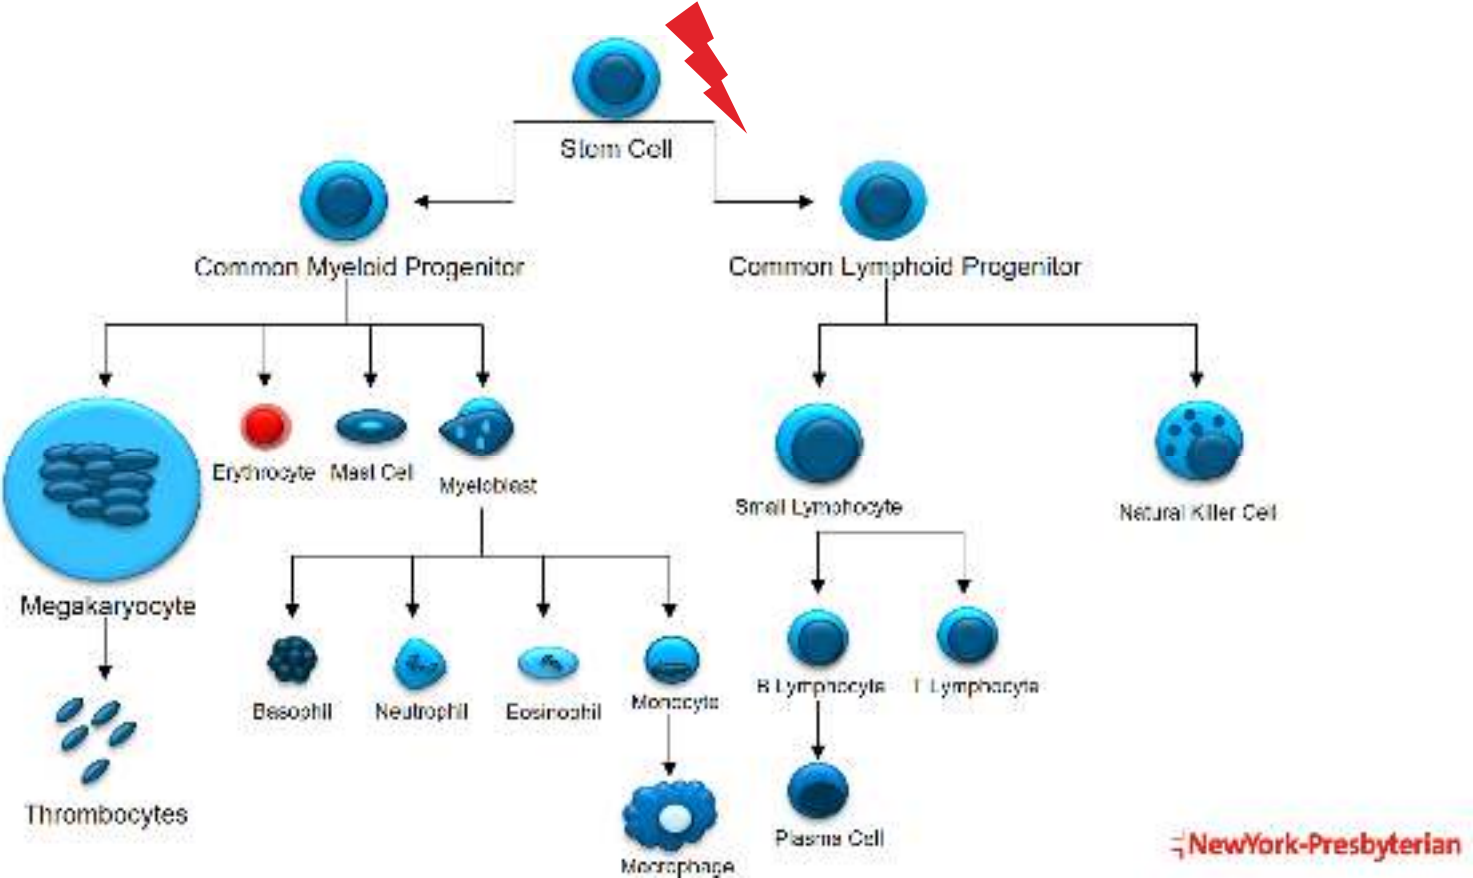 Stem Cell
Common Myeloid Progenitor
Common Lymphoid Progenitor
Erythrocyte
Mast Cell
Myeloblast
Small Lymphocyte
Natural Killer Cell
Megakaryocyte
Basophil
Neutrophil
Eosinophil
Monocyte
B Lymphocyte
T Lymphocyte
Thrombocytes
Macrophage
Plasma Cell
NewYork-Presbyterian